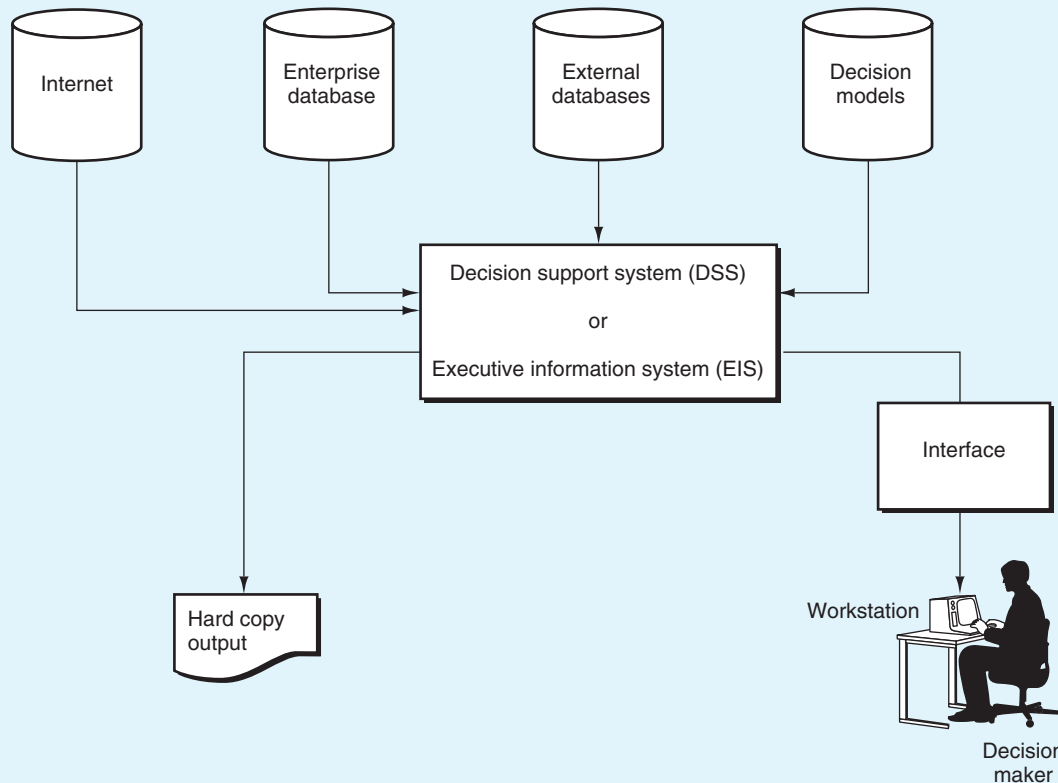 Internet
Enterprise
database
External
databases
Decision
models
Decision support system (DSS)
or
Executive information system (EIS)
Interface
Hard copy
output
Workstation
Decision
maker